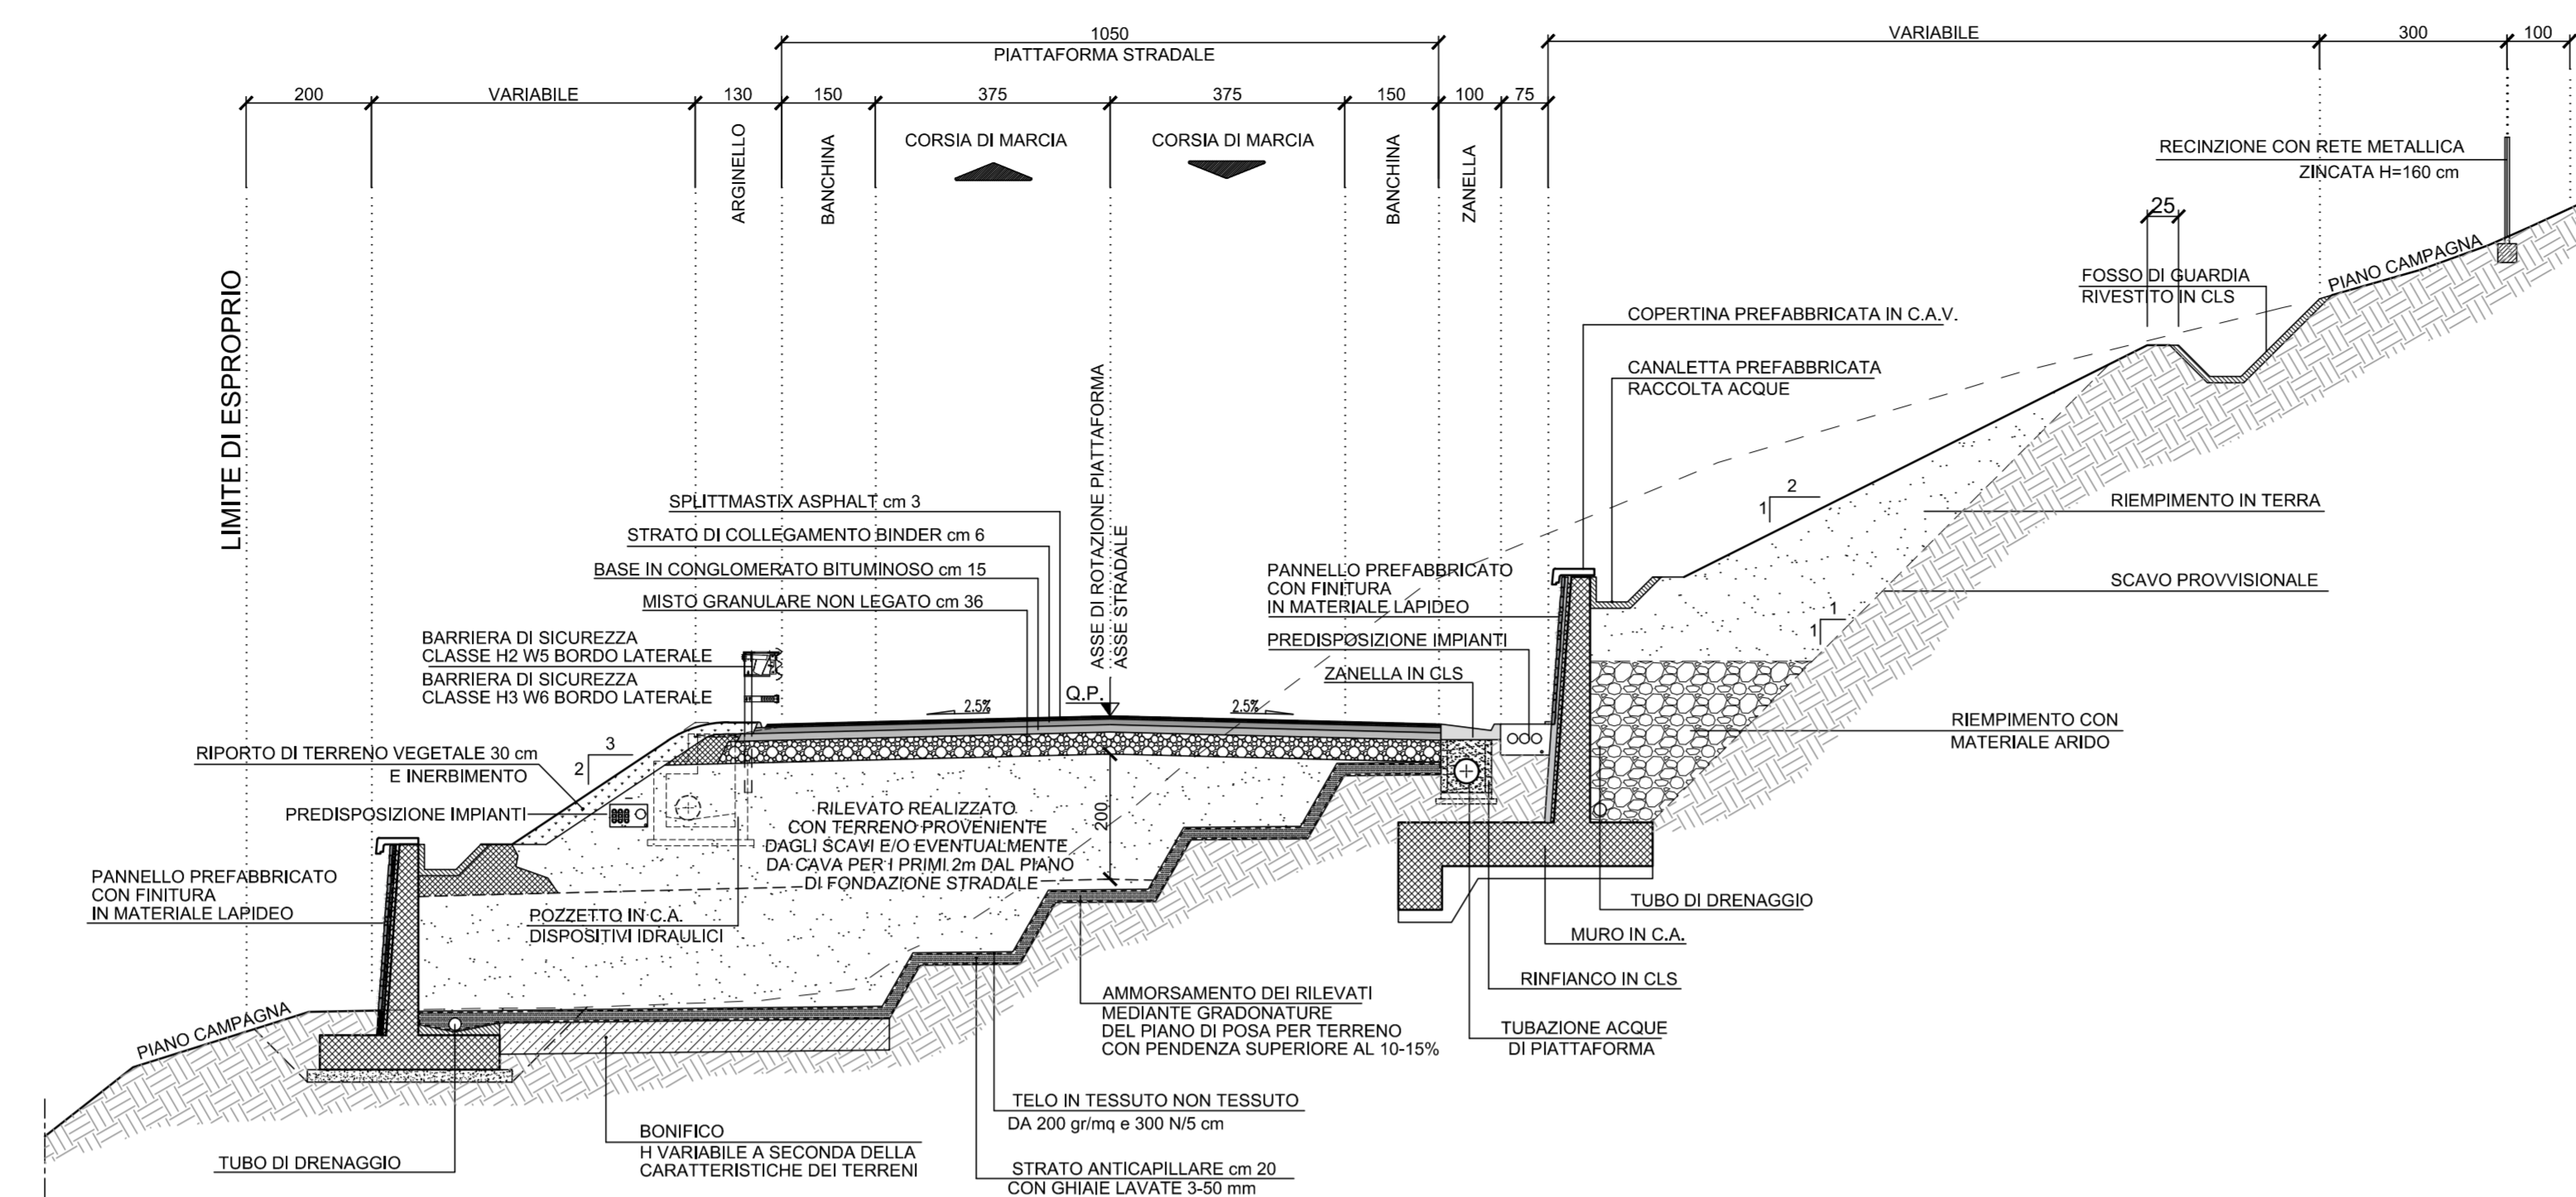 1050
PIATTAFORMA STRADALE
VARIABILE
300
100
200
VARIABILE
130
150
375
375
150
100
75
ARGINELLO
BANCHINA
CORSIA DI MARCIA
CORSIA DI MARCIA
BANCHINA
ZANELLA
LIMITE DI ESPROPRIO
RECINZIONE CON RETE METALLICA
ZINCATA H=160 cm
25
PIANO CAMPAGNA
FOSSO DI GUARDIA
RIVESTITO IN CLS
COPERTINA PREFABBRICATA IN C.A.V.
CANALETTA PREFABBRICATA
RACCOLTA ACQUE
ASSE DI ROTAZIONE PIATTAFORMA
ASSE STRADALE
SPLITTMASTIX ASPHALT cm 3
STRATO DI COLLEGAMENTO BINDER cm 6
BASE IN CONGLOMERATO BITUMINOSO cm 15
MISTO GRANULARE NON LEGATO cm 36
2
1
RIEMPIMENTO IN TERRA
SCAVO PROVVISIONALE
1
1
PANNELLO PREFABBRICATO
CON FINITURA
IN MATERIALE LAPIDEO
PREDISPOSIZIONE IMPIANTI
ZANELLA IN CLS
BARRIERA DI SICUREZZA
CLASSE H2 W5 BORDO LATERALE
BARRIERA DI SICUREZZA
CLASSE H3 W6 BORDO LATERALE
Q.P.
2.5%
2.5%
RIEMPIMENTO CON
MATERIALE ARIDO
3
2
RIPORTO DI TERRENO VEGETALE 30 cm
E INERBIMENTO
PREDISPOSIZIONE IMPIANTI
RILEVATO REALIZZATO
CON TERRENO PROVENIENTE
DAGLI SCAVI E/O EVENTUALMENTE
DA CAVA PER I PRIMI 2m DAL PIANO
DI FONDAZIONE STRADALE
200
PANNELLO PREFABBRICATO
CON FINITURA
IN MATERIALE LAPIDEO
POZZETTO IN C.A.
DISPOSITIVI IDRAULICI
TUBO DI DRENAGGIO
MURO IN C.A.
RINFIANCO IN CLS
TUBAZIONE ACQUE
DI PIATTAFORMA
AMMORSAMENTO DEI RILEVATI
MEDIANTE GRADONATURE
DEL PIANO DI POSA PER TERRENO
CON PENDENZA SUPERIORE AL 10-15%
PIANO CAMPAGNA
TELO IN TESSUTO NON TESSUTO
DA 200 gr/mq e 300 N/5 cm
BONIFICO
H VARIABILE A SECONDA DELLA
CARATTERISTICHE DEI TERRENI
TUBO DI DRENAGGIO
STRATO ANTICAPILLARE cm 20
CON GHIAIE LAVATE 3-50 mm